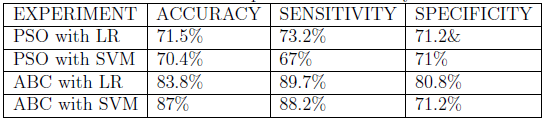 EXPERIMENT ACCURACY SENSITIVITY SPECIFICITY
PSO with LR 71.5% 73.2% 71.2&
PSO with SVM 70.4% 67% 71%
ABC with LR 83.8% 89.7% 80.8%
ABC with SVM 87% 88.2% 71.2%